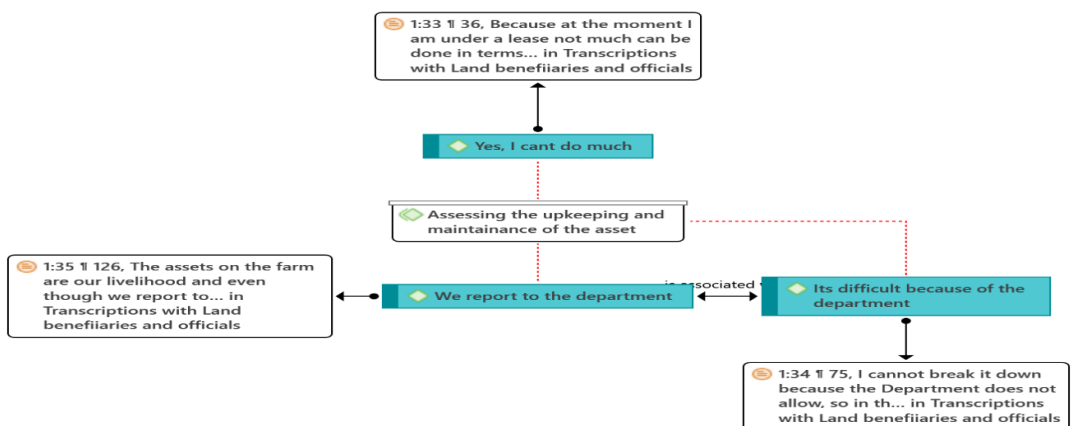 1:33 ¶ 36, Because at the moment I
am under a lease not much can be
done in terms... in Transcriptions
with Land benefiiaries and officials
Yes, I cant do much
Assessing the upkeeping and
maintainance of the asset
1:35 ¶ 126, The assets on the farm
are our livelihood and even
though we report to... in
Transcriptions with Land
benefiiaries and officials
We report to the department
is associated
Its difficult because of the
department
1:34 ¶ 75, I cannot break it down
because the Department does not
allow, so in th... in Transcriptions
with Land benefiiaries and officials